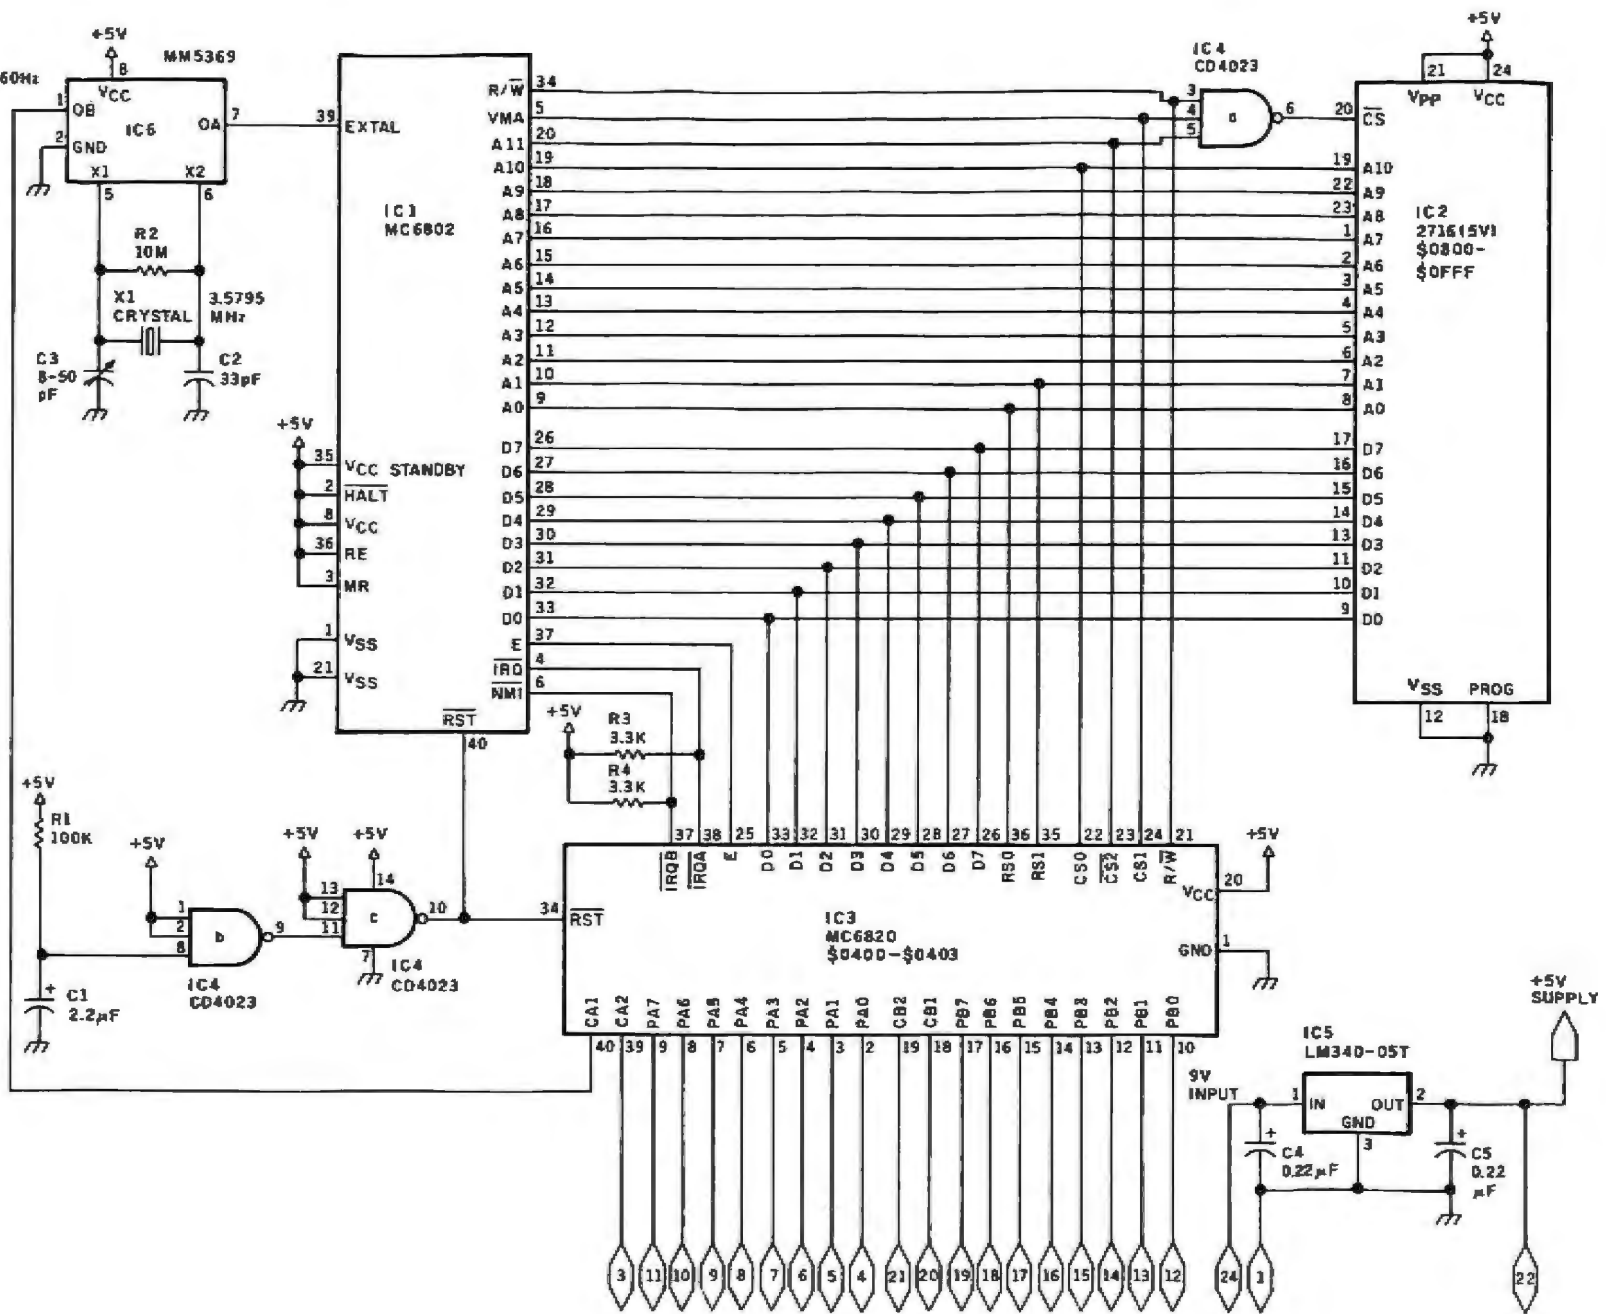 +5V
MM5369
60Hz
8
VCC
1
OB
IC6
OA
7
2
GND
X1
X2
5
6
R2
10M
X1
CRYSTAL
3.5795
MHz
C3
8-50
pF
C2
33pF
39
EXTAL
IC1
MC6802
+5V
35
VCC STANDBY
2
HALT
8
VCC
36
RE
3
MR
1
VSS
21
VSS
RST
40
R/W 34
VMA 5
A11 20
A10 19
A9 18
A8 17
A7 16
A6 15
A5 14
A4 13
A3 12
A2 11
A1 10
A0 9
D7 26
D6 27
D5 28
D4 29
D3 30
D2 31
D1 32
D0 33
E 37
IRQ 4
NMI 6
IC4
CD4023
3
4
5
a
6
+5V
21
24
VPP
VCC
20 CS
19 A10
22 A9
23 A8
1 A7
2 A6
3 A5
4 A4
5 A3
6 A2
7 A1
8 A0
17 D7
16 D6
15 D5
14 D4
13 D3
11 D2
10 D1
9 D0
IC2
2716(5V)
$0800-
$0FFF
VSS
PROG
12
18
+5V
R3
3.3K
R4
3.3K
+5V
R1
100K
C1
2.2µF
+5V
1
2
8
b
9
IC4
CD4023
+5V
+5V
14
13
12
11
c
10
7
IC4
CD4023
37 38 25 33 32 31 30 29 28 27 26 36 35 22 23 24 21
IRQB IRQA E D0 D1 D2 D3 D4 D5 D6 D7 RS0 RS1 CS0 CS2 CS1 R/W
34
RST
IC3
MC6820
$0400-$0403
+5V
VCC
20
GND
1
CA1 CA2 PA7 PA6 PA5 PA4 PA3 PA2 PA1 PA0 CB2 CB1 PB7 PB6 PB5 PB4 PB3 PB2 PB1 PB0
40 39 9 8 7 6 5 4 3 2 19 18 17 16 15 14 13 12 11 10
3 11 10 9 8 7 6 5 4 21 20 19 18 17 16 15 14 13 12
+5V
SUPPLY
IC5
LM340-05T
9V
INPUT
1
IN
OUT
2
GND
3
C4
0.22µF
C5
0.22
µF
24
1
22